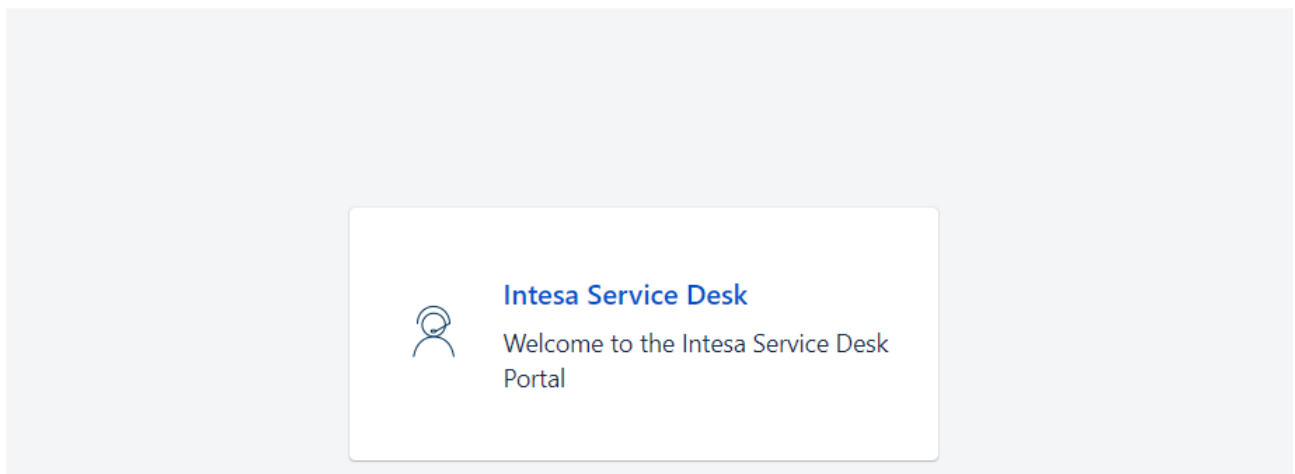 Intesa Service Desk
Welcome to the Intesa Service Desk
Portal